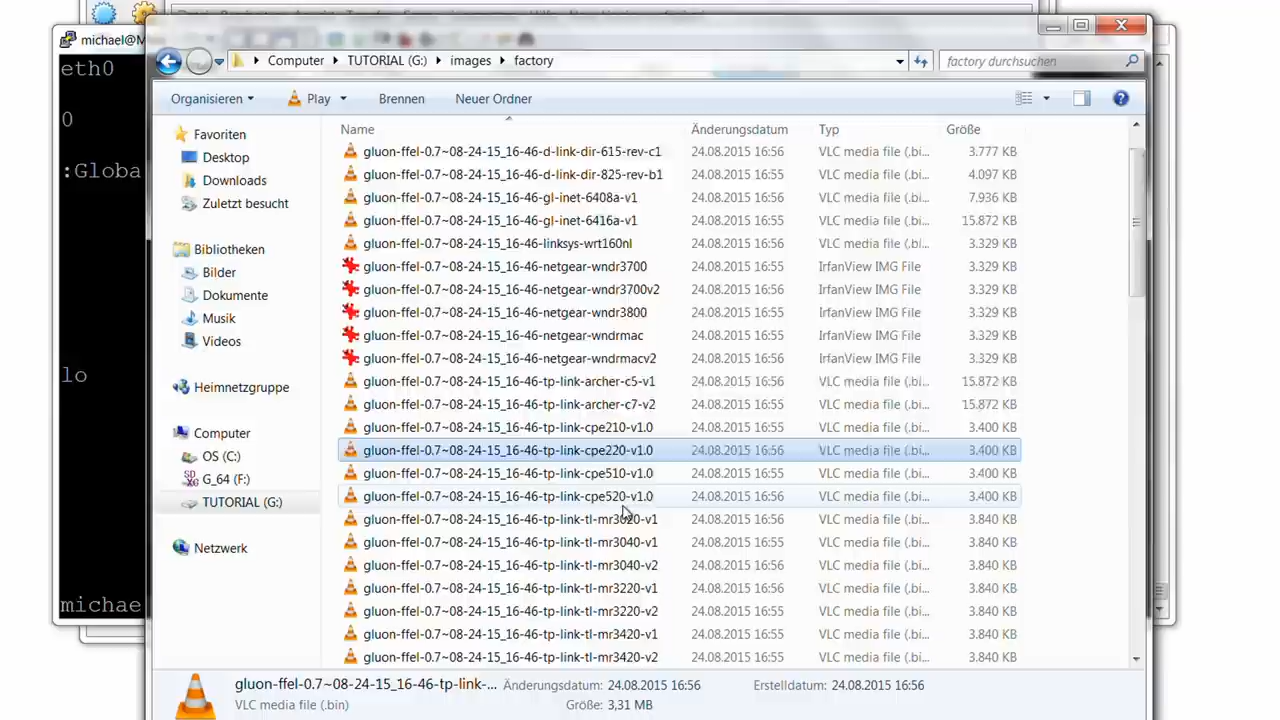 michael@M
Computer TUTORIAL (G:) images factory
factory durchsuchen
Organisieren Play Brennen Neuer Ordner
eth0
0
:Globa
lo
michae
Favoriten
Desktop
Downloads
Zuletzt besucht
Bibliotheken
Bilder
Dokumente
Musik
Videos
Heimnetzgruppe
Computer
OS (C:)
G_64 (F:)
TUTORIAL (G:)
Netzwerk
Name Änderungsdatum Typ Größe
gluon-ffel-0.7~08-24-15_16-46-d-link-dir-615-rev-c1 24.08.2015 16:56 VLC media file (.bi... 3.777 KB
gluon-ffel-0.7~08-24-15_16-46-d-link-dir-825-rev-b1 24.08.2015 16:55 VLC media file (.bi... 4.097 KB
gluon-ffel-0.7~08-24-15_16-46-gl-inet-6408a-v1 24.08.2015 16:56 VLC media file (.bi... 7.936 KB
gluon-ffel-0.7~08-24-15_16-46-gl-inet-6416a-v1 24.08.2015 16:55 VLC media file (.bi... 15.872 KB
gluon-ffel-0.7~08-24-15_16-46-linksys-wrt160nl 24.08.2015 16:56 VLC media file (.bi... 3.329 KB
gluon-ffel-0.7~08-24-15_16-46-netgear-wndr3700 24.08.2015 16:55 IrfanView IMG File 3.329 KB
gluon-ffel-0.7~08-24-15_16-46-netgear-wndr3700v2 24.08.2015 16:56 IrfanView IMG File 3.329 KB
gluon-ffel-0.7~08-24-15_16-46-netgear-wndr3800 24.08.2015 16:56 IrfanView IMG File 3.329 KB
gluon-ffel-0.7~08-24-15_16-46-netgear-wndrmac 24.08.2015 16:55 IrfanView IMG File 3.329 KB
gluon-ffel-0.7~08-24-15_16-46-netgear-wndrmacv2 24.08.2015 16:56 IrfanView IMG File 3.329 KB
gluon-ffel-0.7~08-24-15_16-46-tp-link-archer-c5-v1 24.08.2015 16:56 VLC media file (.bi... 15.872 KB
gluon-ffel-0.7~08-24-15_16-46-tp-link-archer-c7-v2 24.08.2015 16:55 VLC media file (.bi... 15.872 KB
gluon-ffel-0.7~08-24-15_16-46-tp-link-cpe210-v1.0 24.08.2015 16:56 VLC media file (.bi... 3.400 KB
gluon-ffel-0.7~08-24-15_16-46-tp-link-cpe220-v1.0 24.08.2015 16:56 VLC media file (.bi... 3.400 KB
gluon-ffel-0.7~08-24-15_16-46-tp-link-cpe510-v1.0 24.08.2015 16:55 VLC media file (.bi... 3.400 KB
gluon-ffel-0.7~08-24-15_16-46-tp-link-cpe520-v1.0 24.08.2015 16:56 VLC media file (.bi... 3.400 KB
gluon-ffel-0.7~08-24-15_16-46-tp-link-tl-mr3020-v1 24.08.2015 16:55 VLC media file (.bi... 3.840 KB
gluon-ffel-0.7~08-24-15_16-46-tp-link-tl-mr3040-v1 24.08.2015 16:56 VLC media file (.bi... 3.840 KB
gluon-ffel-0.7~08-24-15_16-46-tp-link-tl-mr3040-v2 24.08.2015 16:55 VLC media file (.bi... 3.840 KB
gluon-ffel-0.7~08-24-15_16-46-tp-link-tl-mr3220-v1 24.08.2015 16:56 VLC media file (.bi... 3.840 KB
gluon-ffel-0.7~08-24-15_16-46-tp-link-tl-mr3220-v2 24.08.2015 16:55 VLC media file (.bi... 3.840 KB
gluon-ffel-0.7~08-24-15_16-46-tp-link-tl-mr3420-v1 24.08.2015 16:55 VLC media file (.bi... 3.840 KB
gluon-ffel-0.7~08-24-15_16-46-tp-link-tl-mr3420-v2 24.08.2015 16:55 VLC media file (.bi... 3.840 KB
gluon-ffel-0.7~08-24-15_16-46-tp-link-... Änderungsdatum: 24.08.2015 16:56 Erstelldatum: 24.08.2015 16:56
VLC media file (.bin) Größe: 3,31 MB